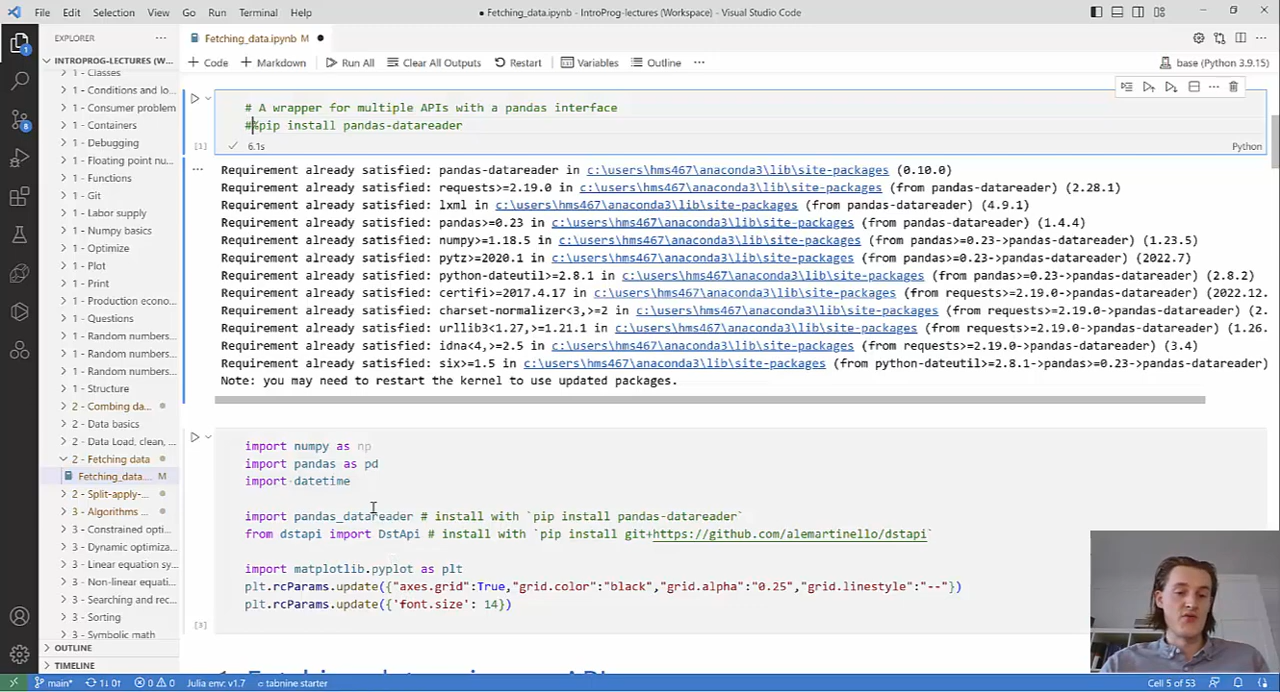 File Edit Selection View Go Run Terminal Help
● Fetching_data.ipynb - IntroProg-lectures (Workspace) - Visual Studio Code
EXPLORER
Fetching_data.ipynb M
INTROPROG-LECTURES (W...
1 - Classes
1 - Conditions and lo...
1 - Consumer problem
1 - Containers
1 - Debugging
1 - Floating point nu...
1 - Functions
1 - Git
1 - Labor supply
1 - Numpy basics
1 - Optimize
1 - Plot
1 - Print
1 - Production econo...
1 - Questions
1 - Random numbers...
1 - Random numbers...
1 - Structure
2 - Combing da...
2 - Data basics
2 - Data Load, clean, ...
2 - Fetching data
Fetching_data.... M
2 - Split-apply-...
3 - Algorithms ...
3 - Constrained opti...
3 - Dynamic optimiza...
3 - Linear equation sy...
3 - Non-linear equati...
3 - Searching and rec...
3 - Sorting
3 - Symbolic math
OUTLINE
TIMELINE
+ Code + Markdown Run All Clear All Outputs Restart Variables Outline ...
base (Python 3.9.15)
# A wrapper for multiple APIs with a pandas interface
#%pip install pandas-datareader
[1] ✓ 6.1s Python
Requirement already satisfied: pandas-datareader in c:\users\hms467\anaconda3\lib\site-packages (0.10.0)
Requirement already satisfied: requests>=2.19.0 in c:\users\hms467\anaconda3\lib\site-packages (from pandas-datareader) (2.28.1)
Requirement already satisfied: lxml in c:\users\hms467\anaconda3\lib\site-packages (from pandas-datareader) (4.9.1)
Requirement already satisfied: pandas>=0.23 in c:\users\hms467\anaconda3\lib\site-packages (from pandas-datareader) (1.4.4)
Requirement already satisfied: numpy>=1.18.5 in c:\users\hms467\anaconda3\lib\site-packages (from pandas>=0.23->pandas-datareader) (1.23.5)
Requirement already satisfied: pytz>=2020.1 in c:\users\hms467\anaconda3\lib\site-packages (from pandas>=0.23->pandas-datareader) (2022.7)
Requirement already satisfied: python-dateutil>=2.8.1 in c:\users\hms467\anaconda3\lib\site-packages (from pandas>=0.23->pandas-datareader) (2.8.2)
Requirement already satisfied: certifi>=2017.4.17 in c:\users\hms467\anaconda3\lib\site-packages (from requests>=2.19.0->pandas-datareader) (2022.12.
Requirement already satisfied: charset-normalizer<3,>=2 in c:\users\hms467\anaconda3\lib\site-packages (from requests>=2.19.0->pandas-datareader) (2.
Requirement already satisfied: urllib3<1.27,>=1.21.1 in c:\users\hms467\anaconda3\lib\site-packages (from requests>=2.19.0->pandas-datareader) (1.26.
Requirement already satisfied: idna<4,>=2.5 in c:\users\hms467\anaconda3\lib\site-packages (from requests>=2.19.0->pandas-datareader) (3.4)
Requirement already satisfied: six>=1.5 in c:\users\hms467\anaconda3\lib\site-packages (from python-dateutil>=2.8.1->pandas>=0.23->pandas-datareader)
Note: you may need to restart the kernel to use updated packages.
import numpy as np
import pandas as pd
import datetime
import pandas_datareader # install with `pip install pandas-datareader`
from dstapi import DstApi # install with `pip install git+https://github.com/alemartinello/dstapi`
import matplotlib.pyplot as plt
plt.rcParams.update({"axes.grid":True,"grid.color":"black","grid.alpha":"0.25","grid.linestyle":"--"})
plt.rcParams.update({'font.size': 14})
[3]
main* 1↓ 0↑ 0 0 Julia env: v1.7 tabnine starter Cell 5 of 53